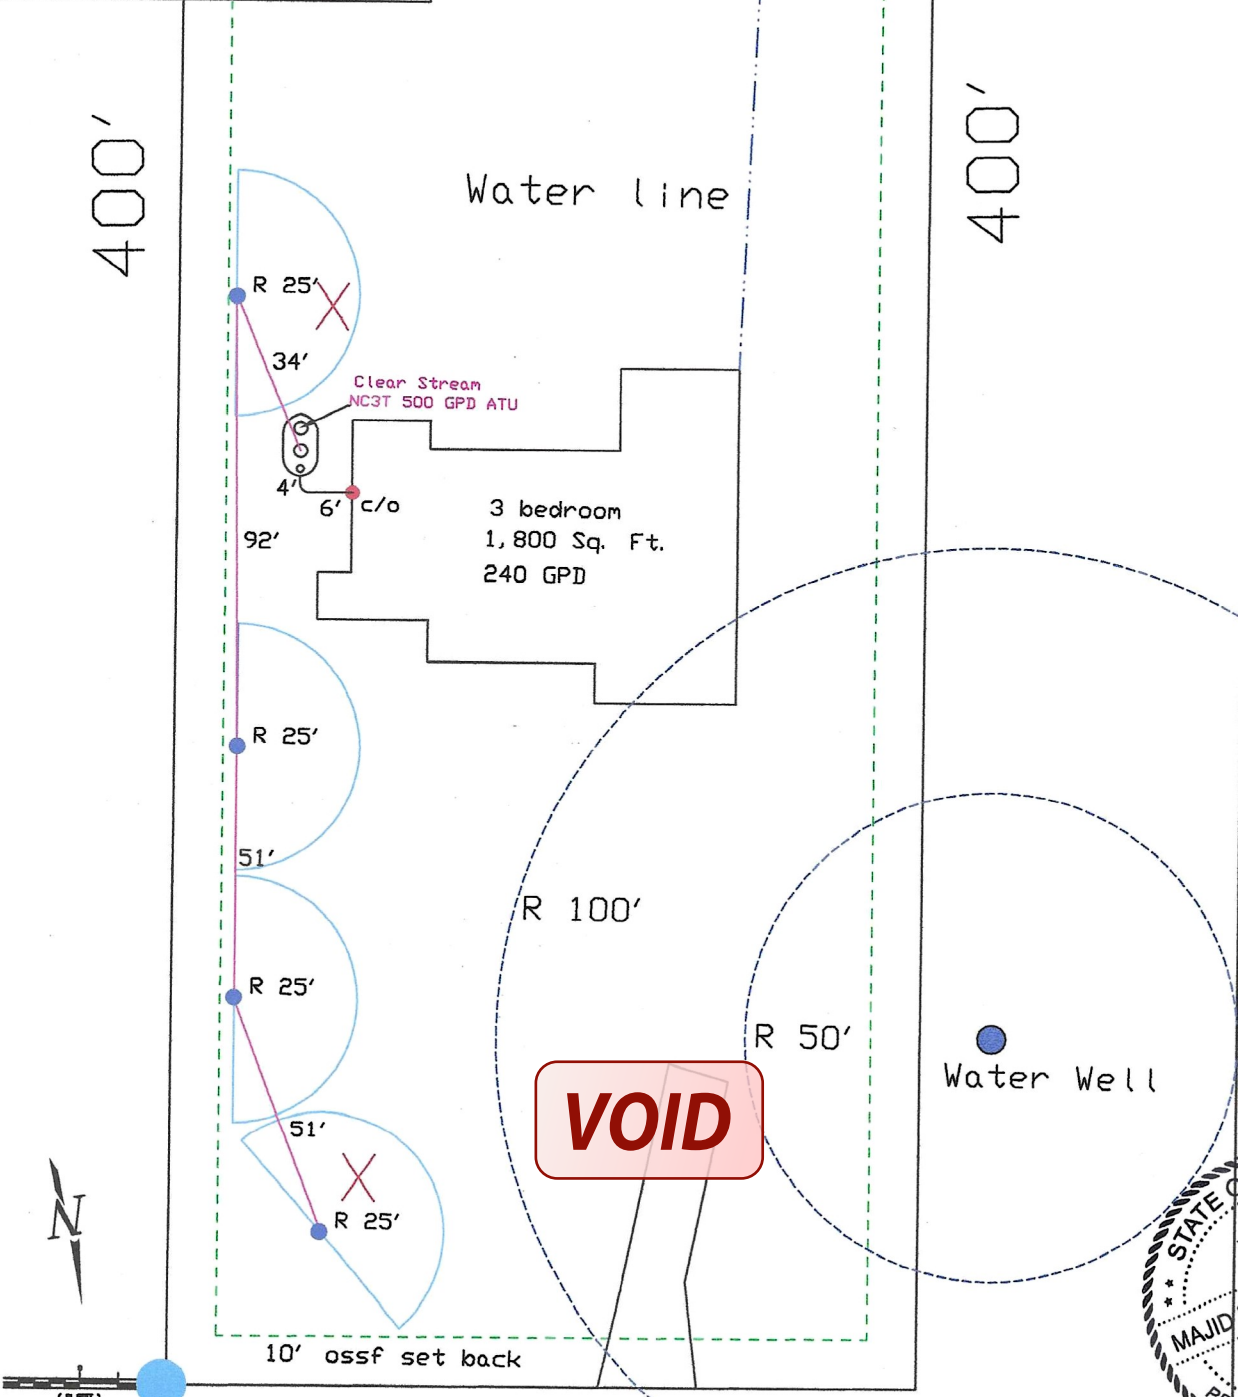 400'
400'
Water line
R 25'
X
34'
Clear Stream
NC3T 500 GPD ATU
4'
6'
c/o
3 bedroom
1,800 Sq. Ft.
240 GPD
92'
R 25'
51'
R 100'
R 25'
R 50'
Water Well
VOID
51'
X
R 25'
N
STATE
MAJID
10' ossf set back